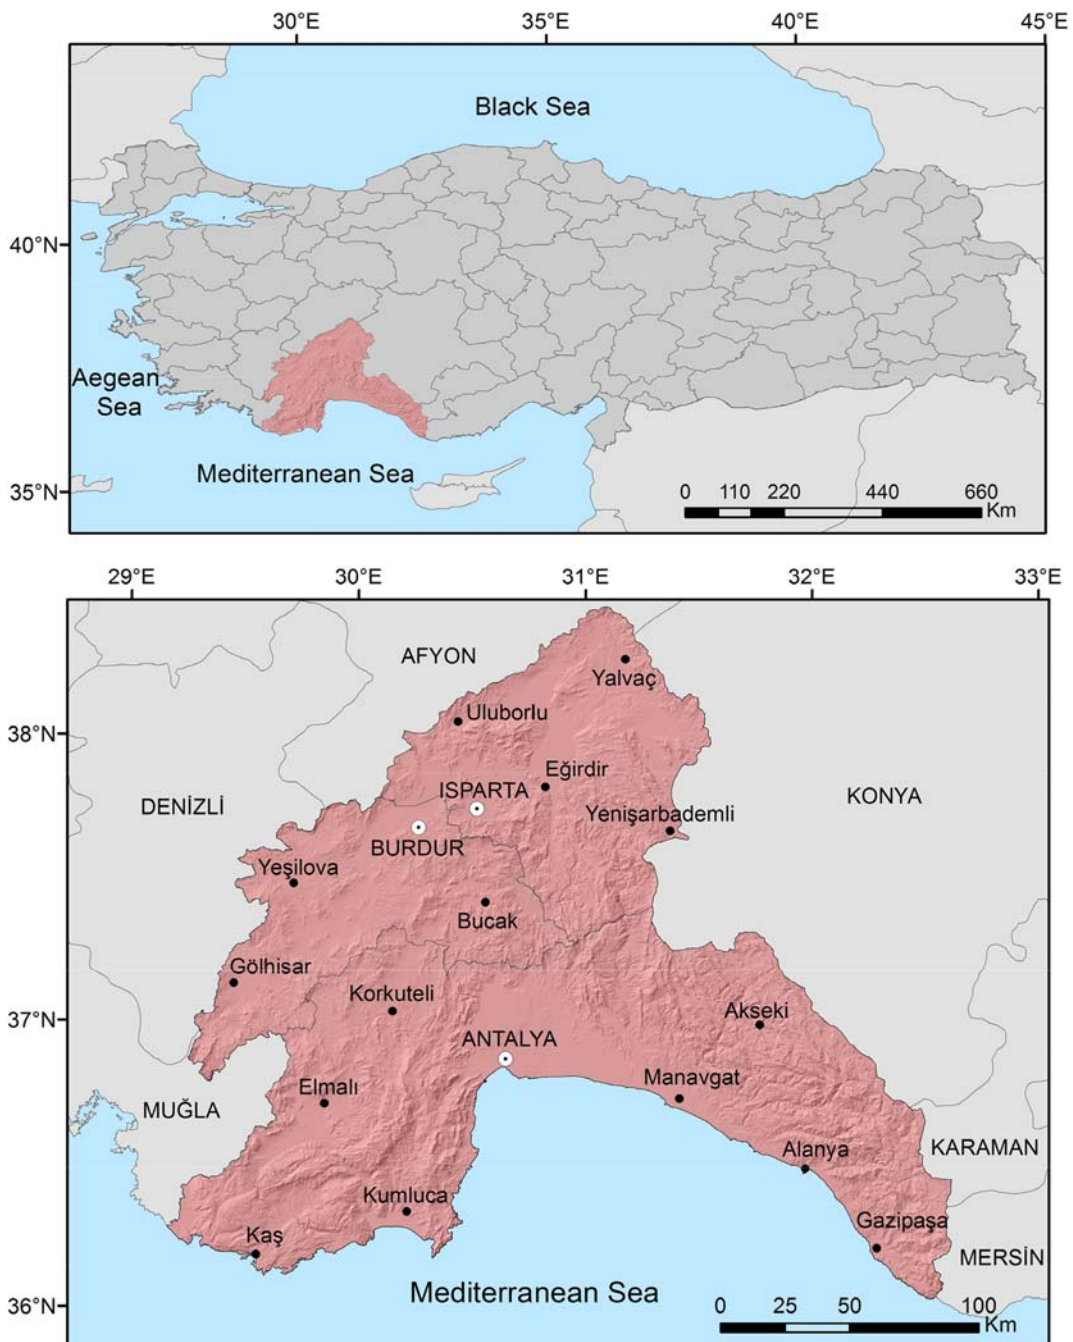 30°E 35°E 40°E 45°E
Black Sea
40°N
Aegean
Sea
Mediterranean Sea
35°N
0 110 220 440 660
Km
29°E 30°E 31°E 32°E 33°E
AFYON
Yalvaç
Uluborlu
38°N
Eğirdir
ISPARTA
DENİZLİ
KONYA
Yenişarbademli
BURDUR
Yeşilova
Bucak
Gölhisar
Korkuteli
37°N
Akseki
ANTALYA
Manavgat
Elmalı
MUĞLA
Alanya
KARAMAN
Kumluca
Gazipaşa
Kaş
MERSİN
Mediterranean Sea
36°N
0 25 50 100
Km